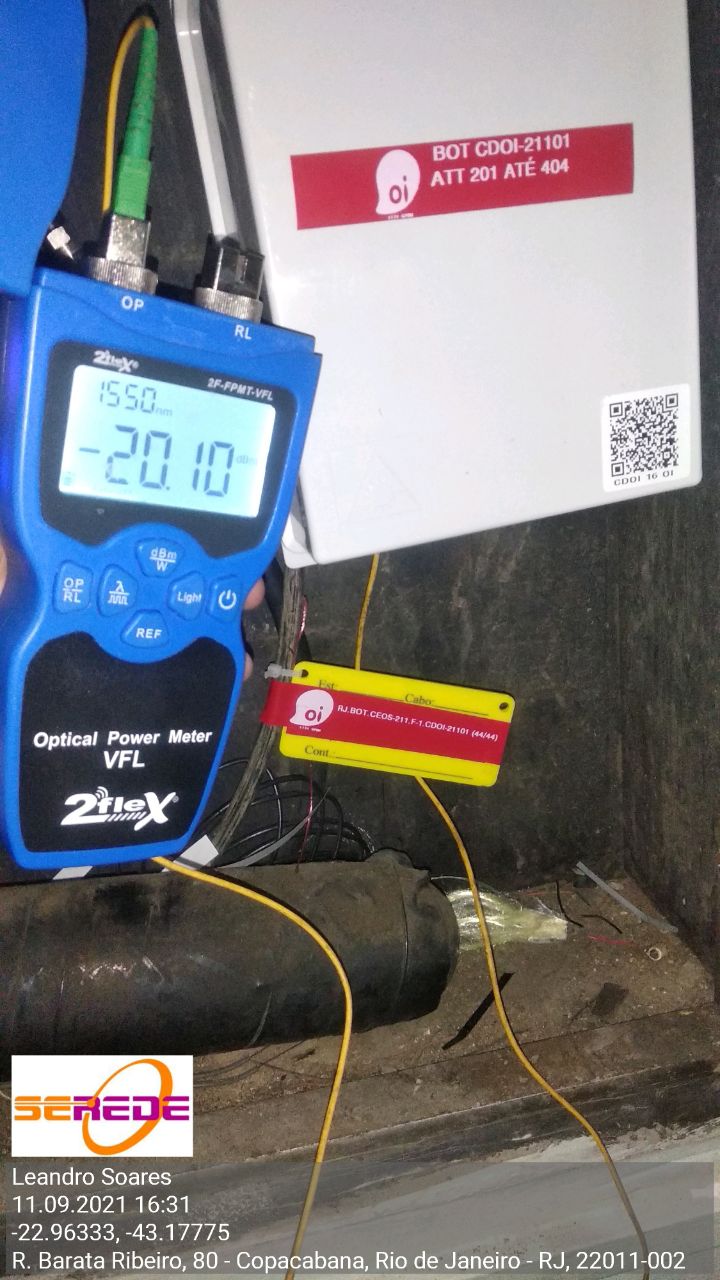 BOT CDOI-21101
ATT 201 ATÉ 404
oi
CDOI 16 OI
OP
RL
2flex
2F-FPMT-VFL
1550nm
-20.10 dBm
dBm
W
OP
RL
λ
Light
REF
Optical Power Meter
VFL
2flex
Est:
Cabo:
oi
RJ.BOT.CEOS-211.F-1.CDOI-21101 (44/44)
Cont.
SEREDE
Leandro Soares
11.09.2021 16:31
-22.96333, -43.17775
R. Barata Ribeiro, 80 - Copacabana, Rio de Janeiro - RJ, 22011-002